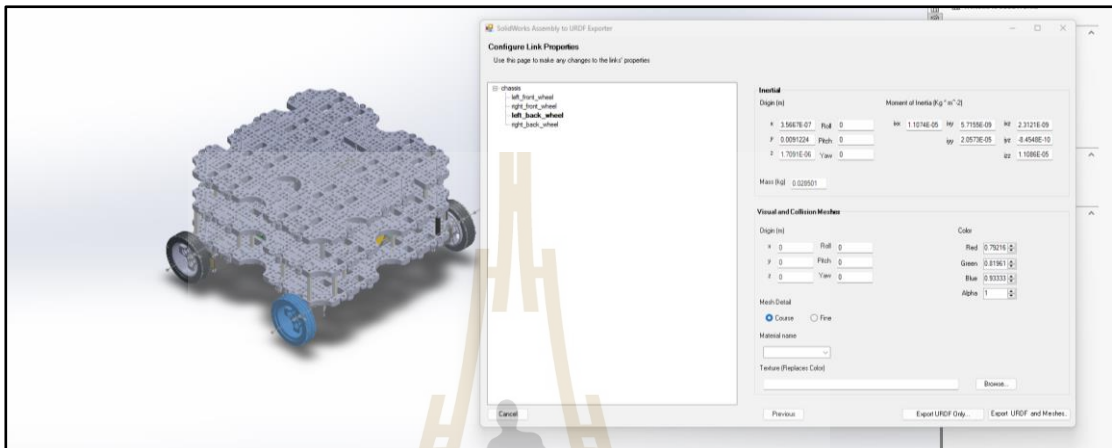 SolidWorks Assembly to URDF Exporter
Configure Link Properties
Use this page to make any changes to the links' properties
chassis
left_front_wheel
right_front_wheel
left_back_wheel
right_back_wheel
Inertial
Origin (m) Moment of Inertia (Kg * m^2)
x 3.5667E-07 Roll 0 ixx 1.1074E-05 ixy 5.7155E-09 ixz 2.3121E-09
y 0.0091224 Pitch 0 iyy 2.0573E-05 iyz -8.4548E-10
z 1.7091E-06 Yaw 0 izz 1.1086E-05
Mass (kg) 0.028501
Visual and Collision Meshes
Origin (m) Color
x 0 Roll 0 Red 0.79216
y 0 Pitch 0 Green 0.81961
z 0 Yaw 0 Blue 0.93333
Alpha 1
Mesh Detail
Course Fine
Material name
Texture (Replaces Color)
Browse...
Cancel Previous Export URDF Only... Export URDF and Meshes..